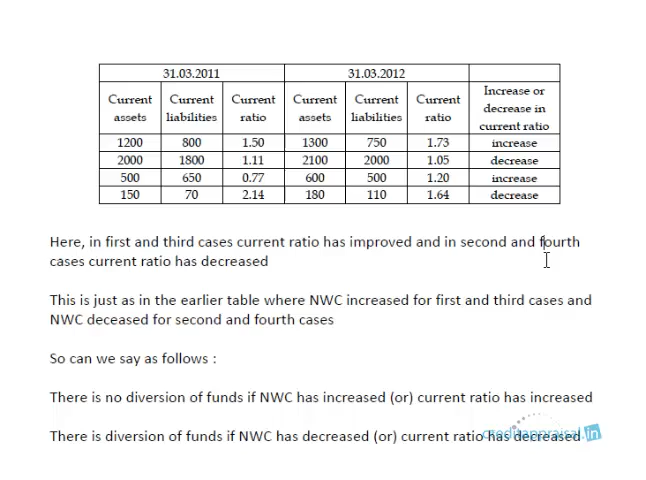 31.03.2011 31.03.2012
Current assets Current liabilities Current ratio Current assets Current liabilities Current ratio Increase or decrease in current ratio
1200 800 1.50 1300 750 1.73 increase
2000 1800 1.11 2100 2000 1.05 decrease
500 650 0.77 600 500 1.20 increase
150 70 2.14 180 110 1.64 decrease
Here, in first and third cases current ratio has improved and in second and fourth
cases current ratio has decreased
This is just as in the earlier table where NWC increased for first and third cases and
NWC deceased for second and fourth cases
So can we say as follows :
There is no diversion of funds if NWC has increased (or) current ratio has increased
There is diversion of funds if NWC has decreased (or) current ratio has decreased
creditappraisal.in